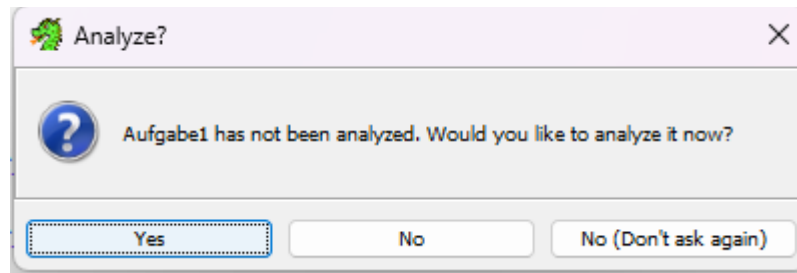 Analyze?
Aufgabe1 has not been analyzed. Would you like to analyze it now?
Yes
No
No (Don't ask again)